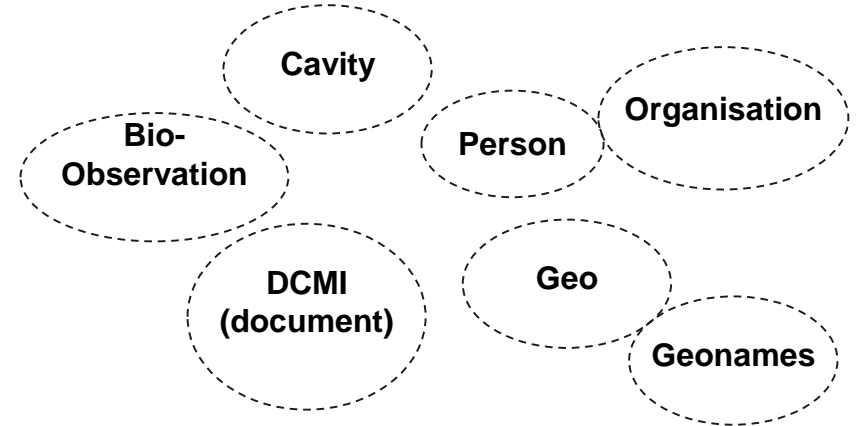 Cavity
Organisation
Bio-
Observation
Person
DCMI
(document)
Geo
Geonames